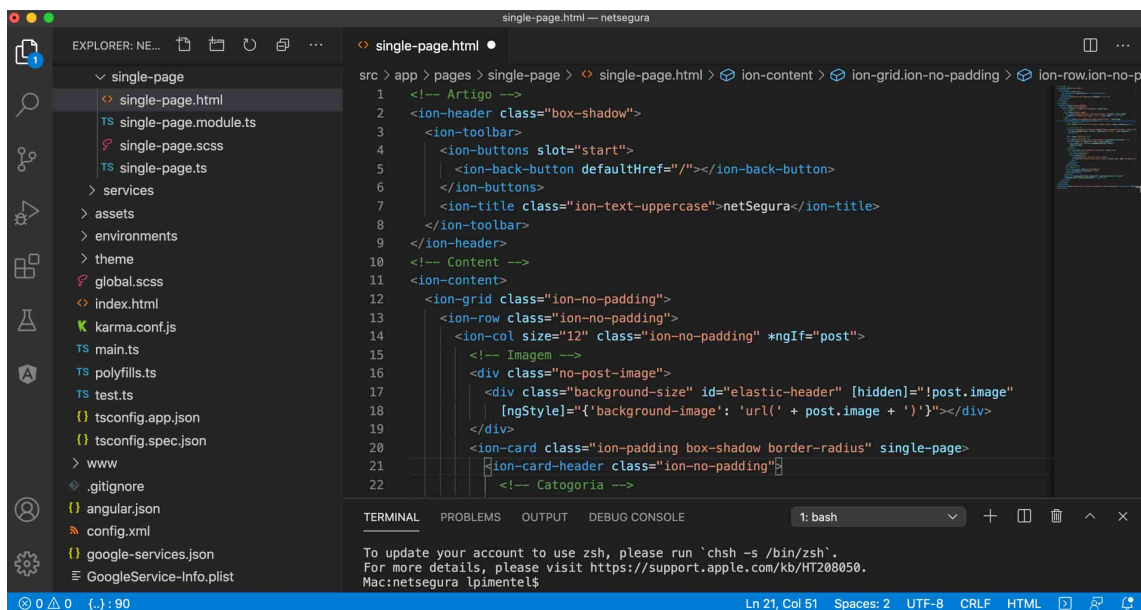 single-page.html — netsegura
EXPLORER: NE...
single-page.html
1
src > app > pages > single-page > single-page.html > ion-content > ion-grid.ion-no-padding > ion-row.ion-no-p
single-page
single-page.html
TS single-page.module.ts
single-page.scss
TS single-page.ts
services
assets
environments
theme
global.scss
index.html
K karma.conf.js
TS main.ts
TS polyfills.ts
TS test.ts
{} tsconfig.app.json
{} tsconfig.spec.json
www
.gitignore
{} angular.json
config.xml
{} google-services.json
GoogleService-Info.plist
1 <!-- Artigo -->
2 <ion-header class="box-shadow">
3 <ion-toolbar>
4 <ion-buttons slot="start">
5 <ion-back-button defaultHref="/"></ion-back-button>
6 </ion-buttons>
7 <ion-title class="ion-text-uppercase">netSegura</ion-title>
8 </ion-toolbar>
9 </ion-header>
10 <!-- Content -->
11 <ion-content>
12 <ion-grid class="ion-no-padding">
13 <ion-row class="ion-no-padding">
14 <ion-col size="12" class="ion-no-padding" *ngIf="post">
15 <!-- Imagem -->
16 <div class="no-post-image">
17 <div class="background-size" id="elastic-header" [hidden]="!post.image"
18 [ngStyle]="{'background-image': 'url(' + post.image + ')'}"></div>
19 </div>
20 <ion-card class="ion-padding box-shadow border-radius" single-page>
21 <ion-card-header class="ion-no-padding">
22 <!-- Catogoria -->
TERMINAL PROBLEMS OUTPUT DEBUG CONSOLE 1: bash
To update your account to use zsh, please run `chsh -s /bin/zsh`.
For more details, please visit https://support.apple.com/kb/HT208050.
Mac:netsegura lpimentel$
0 0 {..} : 90 Ln 21, Col 51 Spaces: 2 UTF-8 CRLF HTML